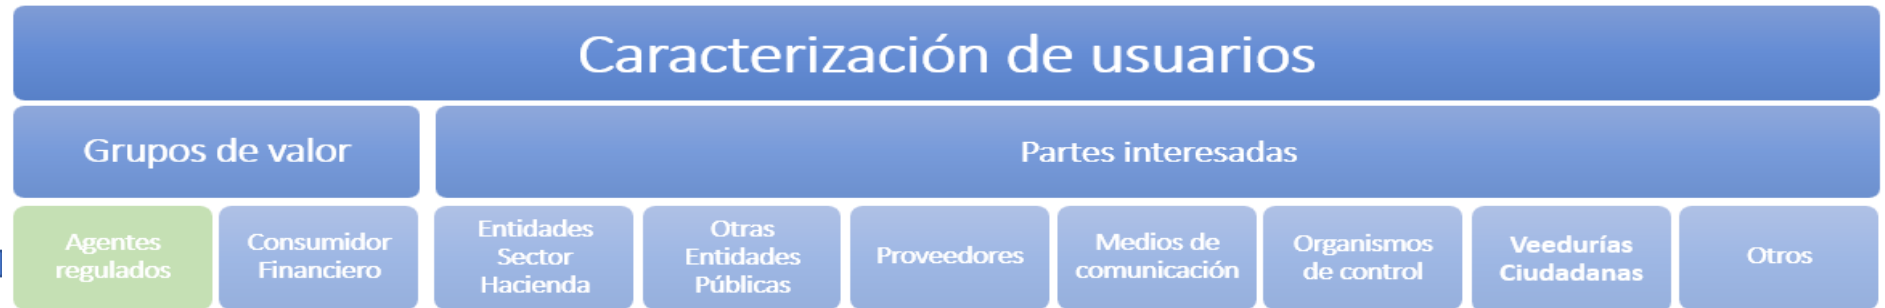 Caracterización de usuarios
Grupos de valor
Partes interesadas
Agentes
regulados
Consumidor
Financiero
Entidades
Sector
Hacienda
Otras
Entidades
Públicas
Proveedores
Medios de
comunicación
Organismos
de control
Veedurías
Ciudadanas
Otros